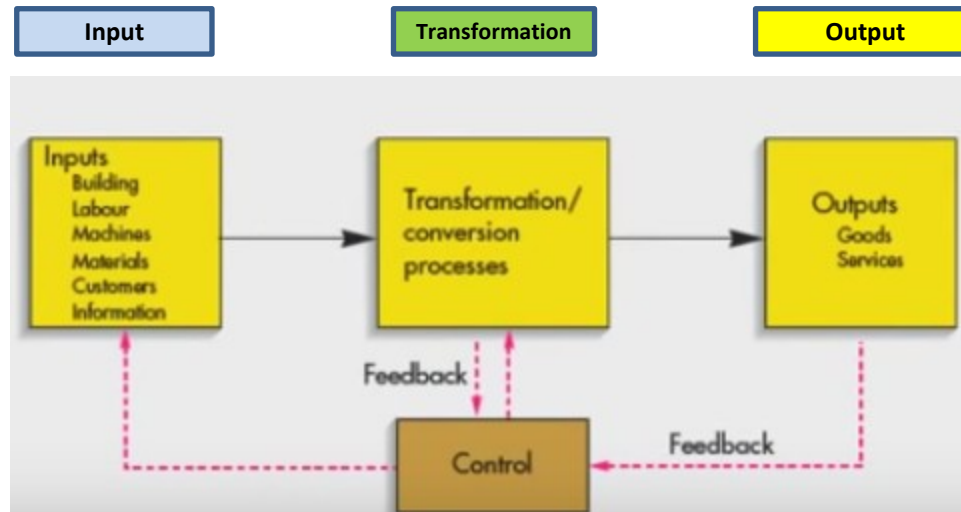 Input
Transformation
Output
Inputs
Building
Labour
Machines
Materials
Customers
Information
Transformation/
conversion
processes
Outputs
Goods
Services
Feedback
Control
Feedback